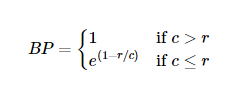 BP = { 1 if c > r
e^(1−r/c) if c ≤ r